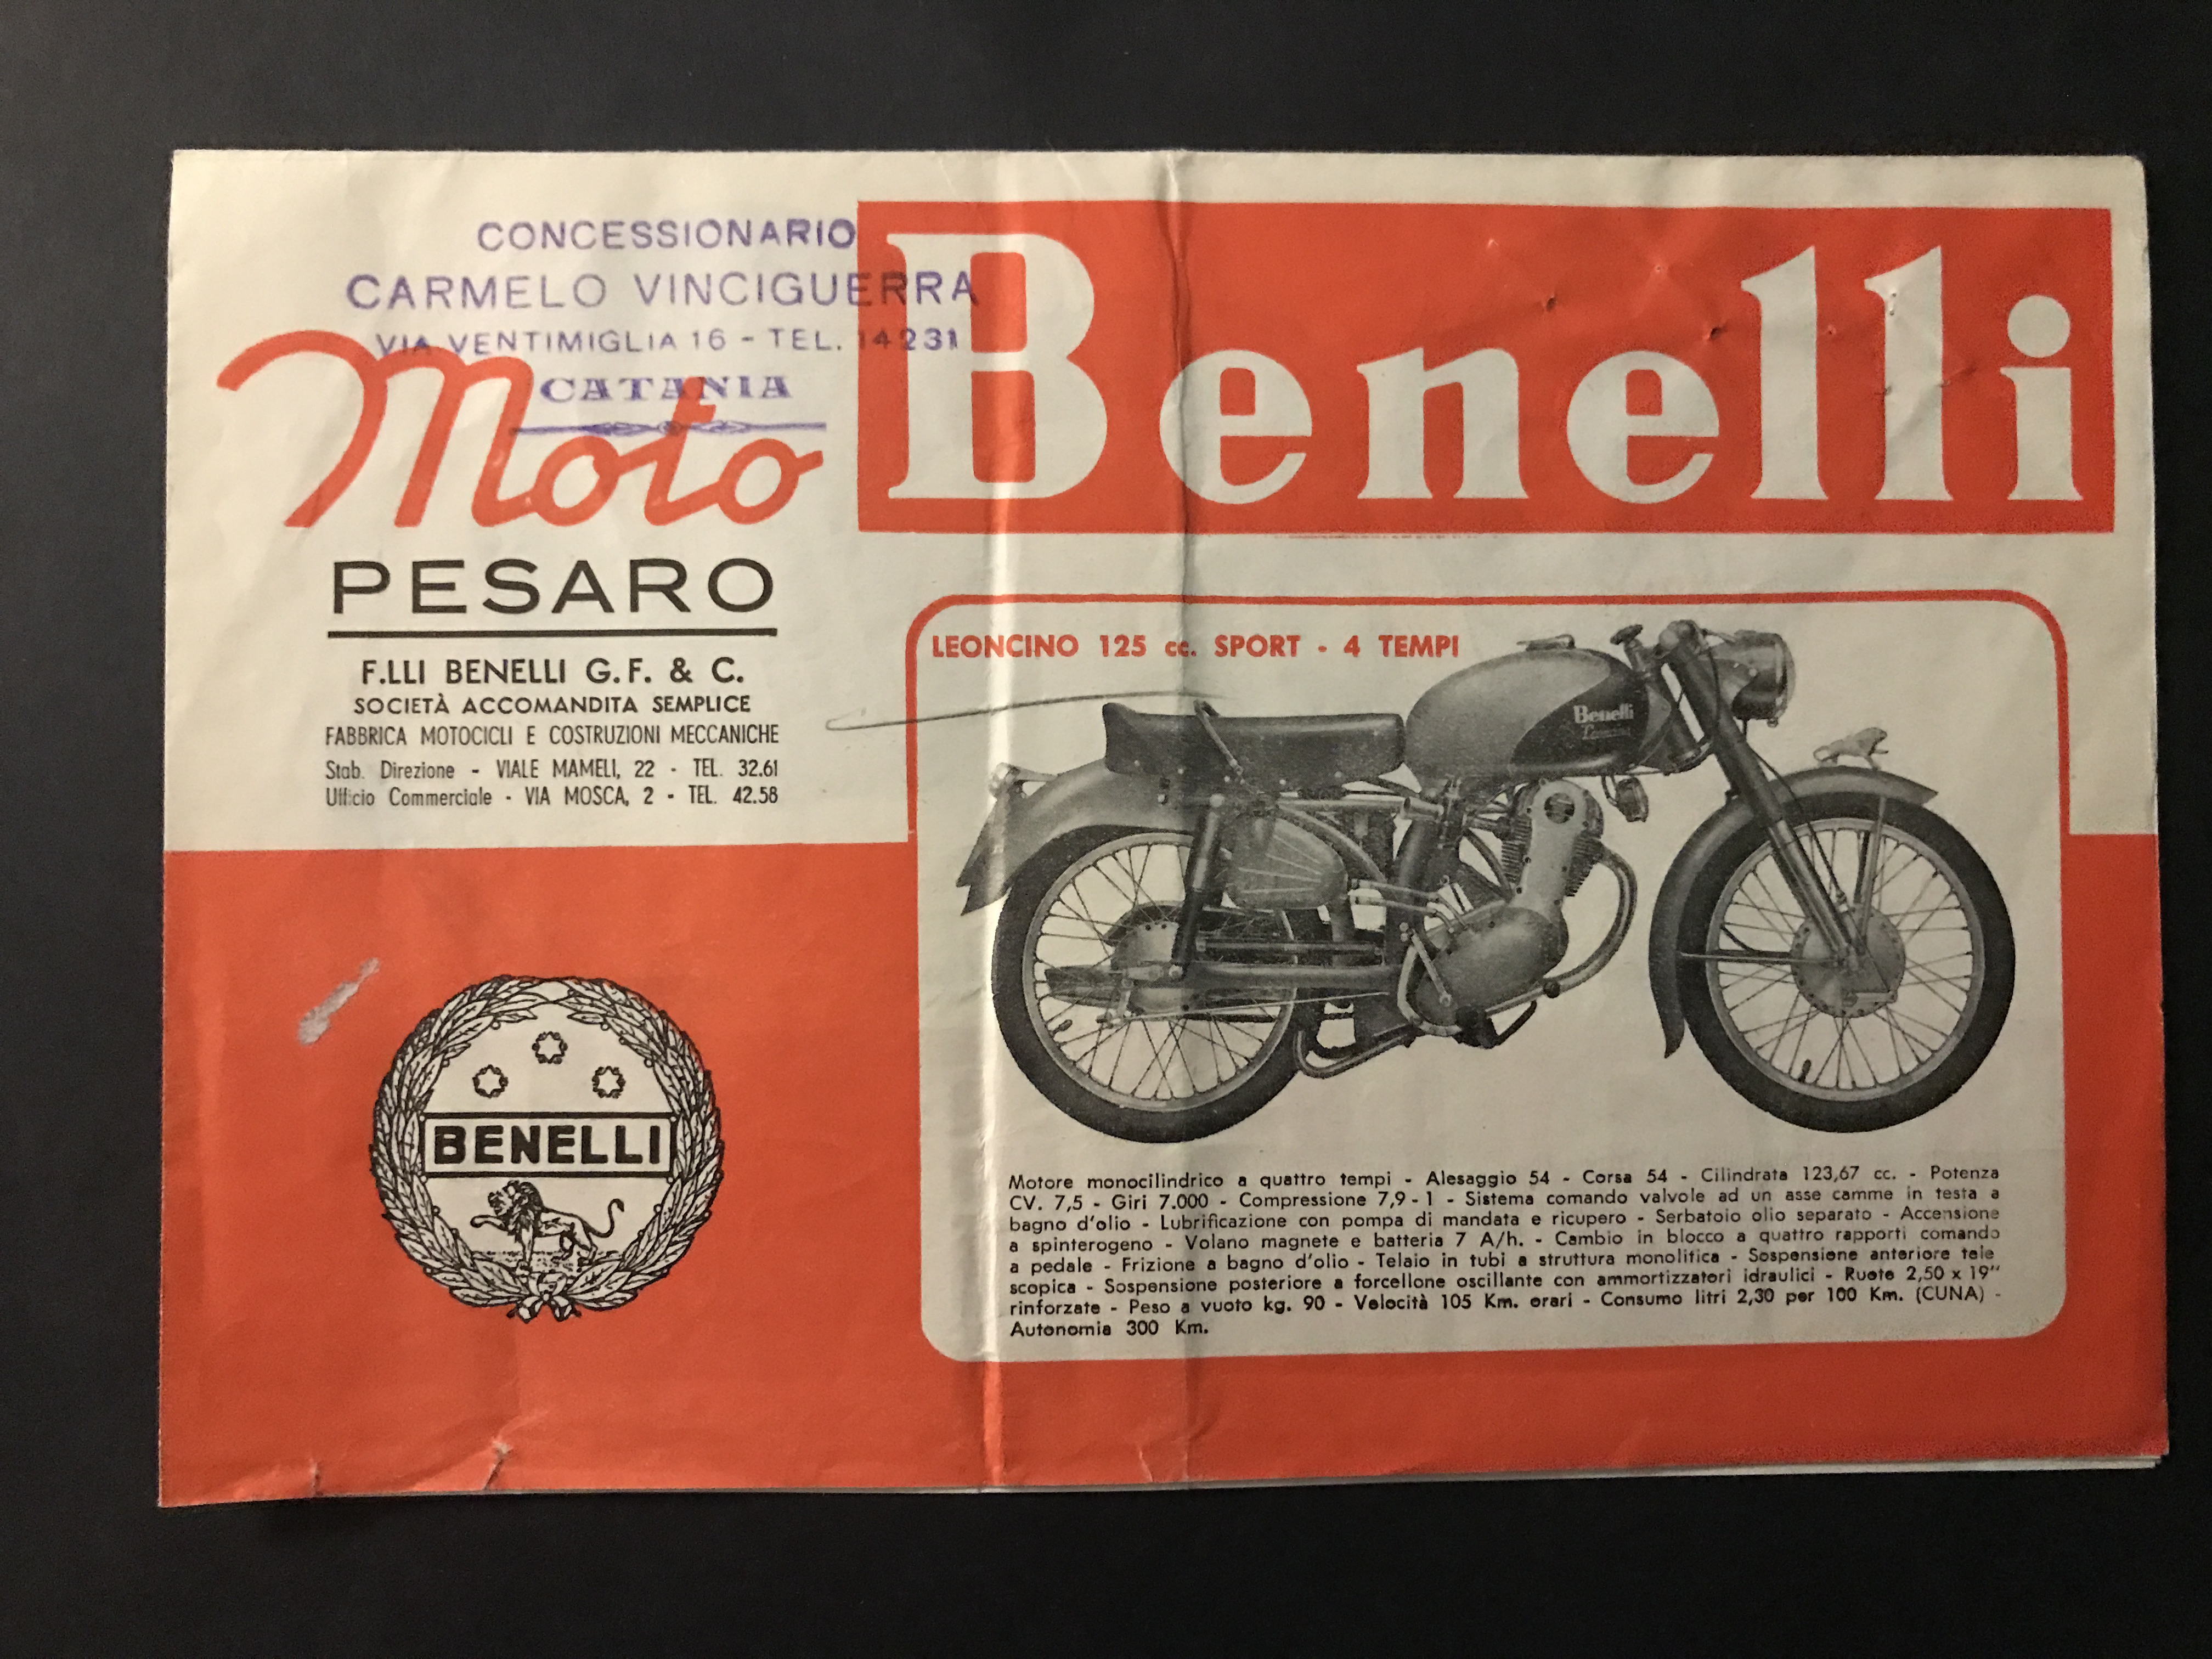 CONCESSIONARIO
CARMELO VINCIGUERRA
VIA VENTIMIGLIA 16 - TEL. 14231
CATANIA
Moto
Benelli
PESARO
F.LLI BENELLI G.F. & C.
SOCIETÀ ACCOMANDITA SEMPLICE
FABBRICA MOTOCICLI E COSTRUZIONI MECCANICHE
Stab. Direzione - VIALE MAMELI, 22 - TEL. 32.61
Ufficio Commerciale - VIA MOSCA, 2 - TEL. 42.58
BENELLI
LEONCINO 125 cc. SPORT - 4 TEMPI
Benelli
Leoncino
Motore monocilindrico a quattro tempi - Alesaggio 54 - Corsa 54 - Cilindrata 123,67 cc. - Potenza
CV. 7,5 - Giri 7.000 - Compressione 7,9-1 - Sistema comando valvole ad un asse camme in testa a
bagno d'olio - Lubrificazione con pompa di mandata e ricupero - Serbatoio olio separato - Accensione
a spinterogeno - Volano magnete e batteria 7 A/h. - Cambio in blocco a quattro rapporti comando
a pedale - Frizione a bagno d'olio - Telaio in tubi a struttura monolitica - Sospensione anteriore tele
scopica - Sospensione posteriore a forcellone oscillante con ammortizzatori idraulici - Ruote 2,50 x 19"
rinforzate - Peso a vuoto kg. 90 - Velocità 105 Km. orari - Consumo litri 2,30 per 100 Km. (CUNA) -
Autonomia 300 Km.